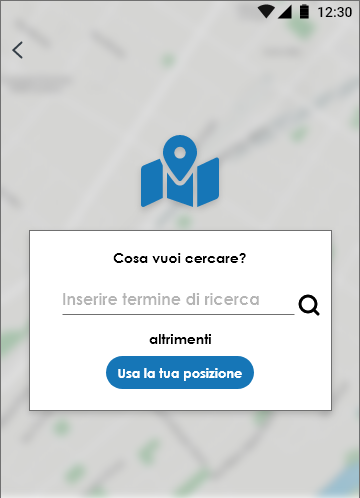 12:30
Cosa vuoi cercare?
Inserire termine di ricerca
altrimenti
Usa la tua posizione